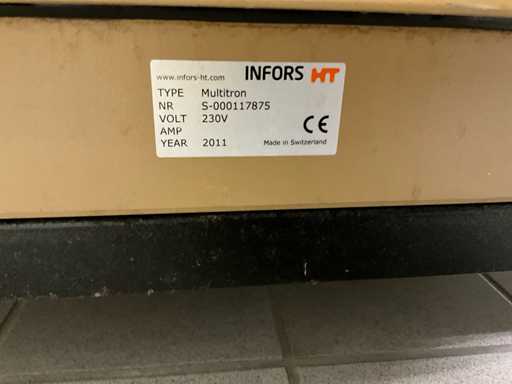 www.infors-ht.com INFORS HT
TYPE Multitron
NR S-000117875
VOLT 230V
AMP CE
YEAR 2011 Made in Switzerland